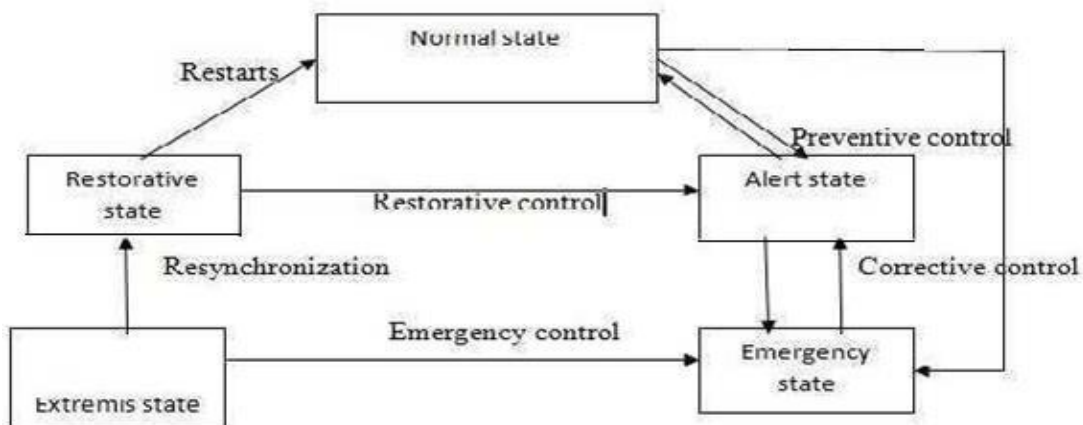 Normal state
Restarts
Preventive control
Restorative
state
Alert state
Restorative control
Resynchronization
Corrective control
Emergency control
Emergency
state
Extremis state